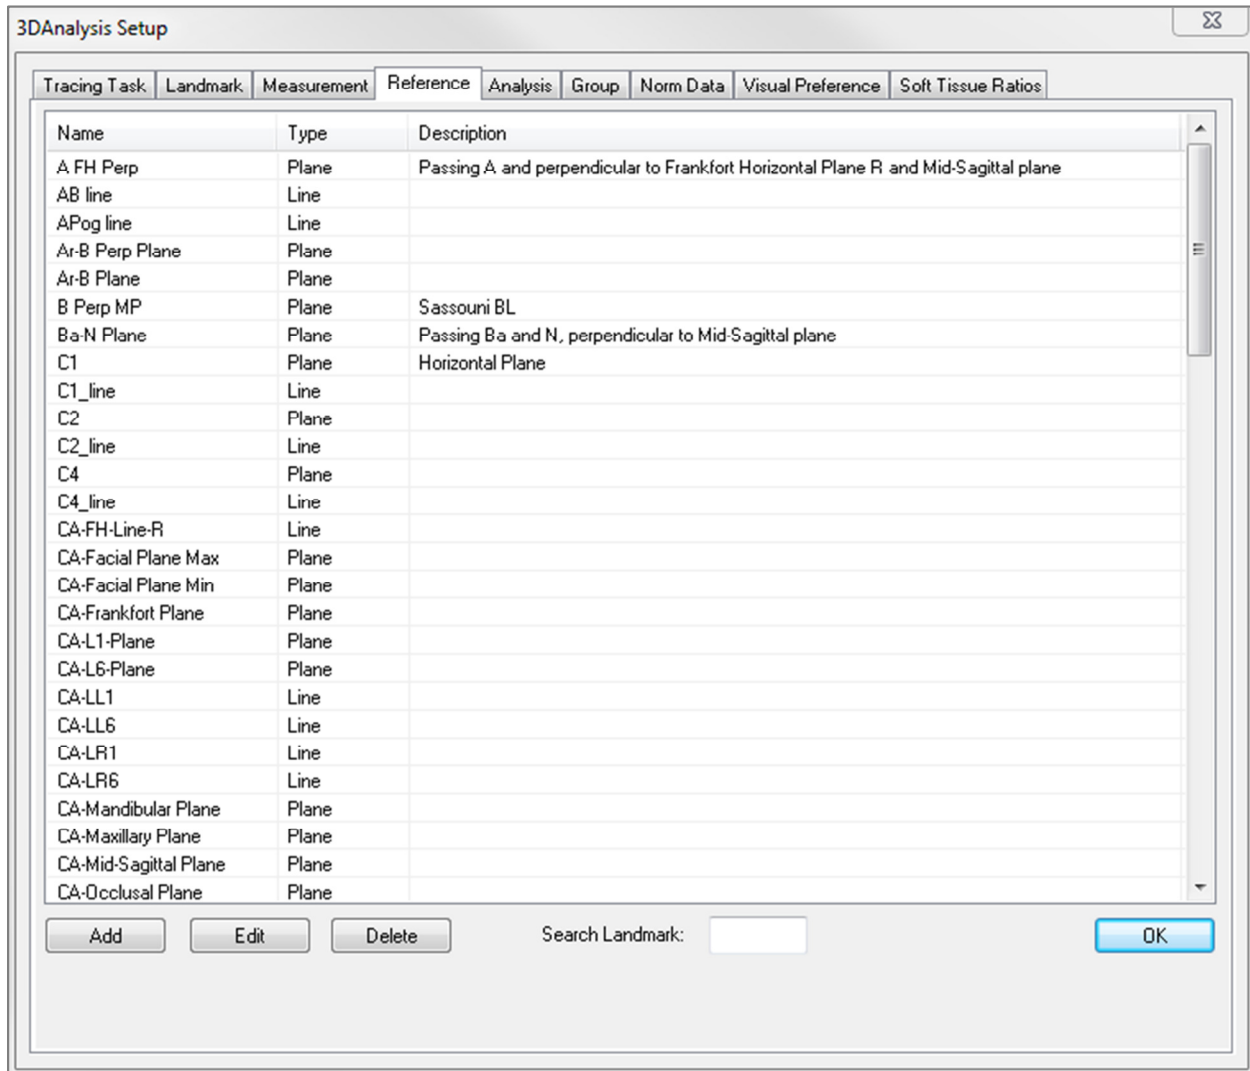 3DAnalysis Setup
Tracing Task Landmark Measurement Reference Analysis Group Norm Data Visual Preference Soft Tissue Ratios
Name Type Description
A FH Perp Plane Passing A and perpendicular to Frankfort Horizontal Plane R and Mid-Sagittal plane
AB line Line
APog line Line
Ar-B Perp Plane Plane
Ar-B Plane Plane
B Perp MP Plane Sassouni BL
Ba-N Plane Plane Passing Ba and N, perpendicular to Mid-Sagittal plane
C1 Plane Horizontal Plane
C1_line Line
C2 Plane
C2_line Line
C4 Plane
C4_line Line
CA-FH-Line-R Line
CA-Facial Plane Max Plane
CA-Facial Plane Min Plane
CA-Frankfort Plane Plane
CA-L1-Plane Plane
CA-L6-Plane Plane
CA-LL1 Line
CA-LL6 Line
CA-LR1 Line
CA-LR6 Line
CA-Mandibular Plane Plane
CA-Maxillary Plane Plane
CA-Mid-Sagittal Plane Plane
CA-Occlusal Plane Plane
Add Edit Delete Search Landmark: OK